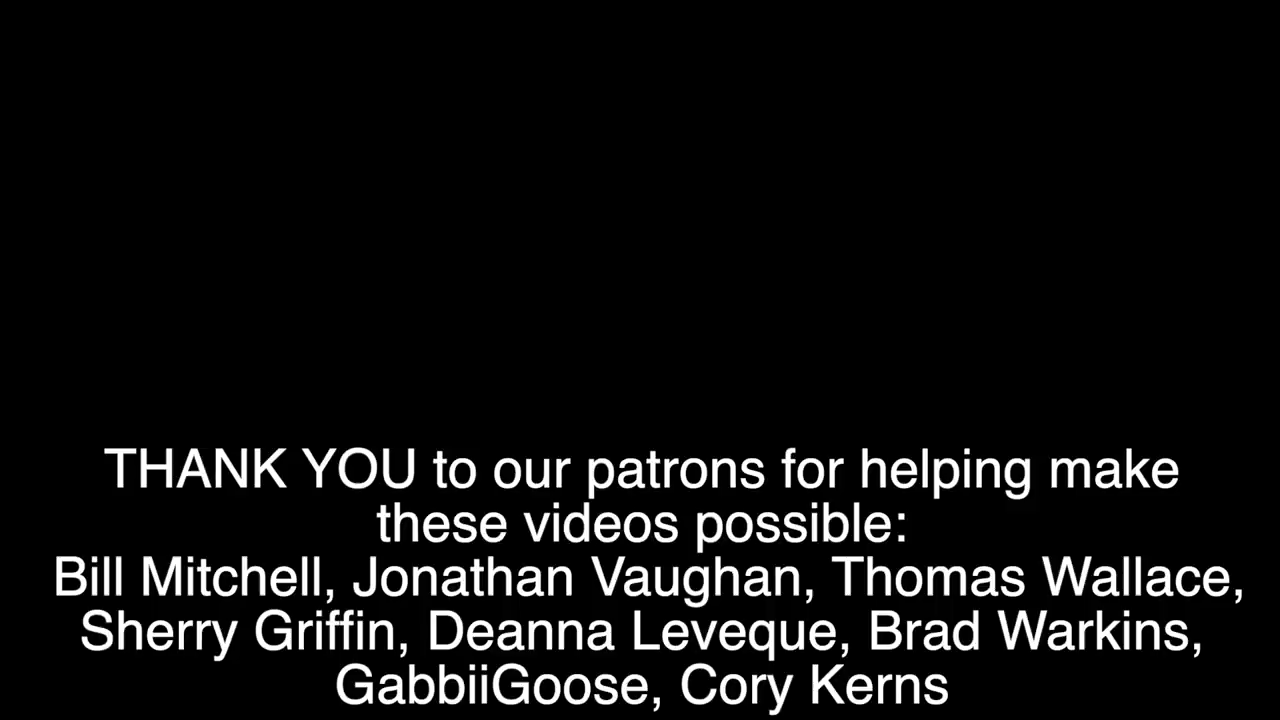 THANK YOU to our patrons for helping make
these videos possible:
Bill Mitchell, Jonathan Vaughan, Thomas Wallace,
Sherry Griffin, Deanna Leveque, Brad Warkins,
GabbiiGoose, Cory Kerns